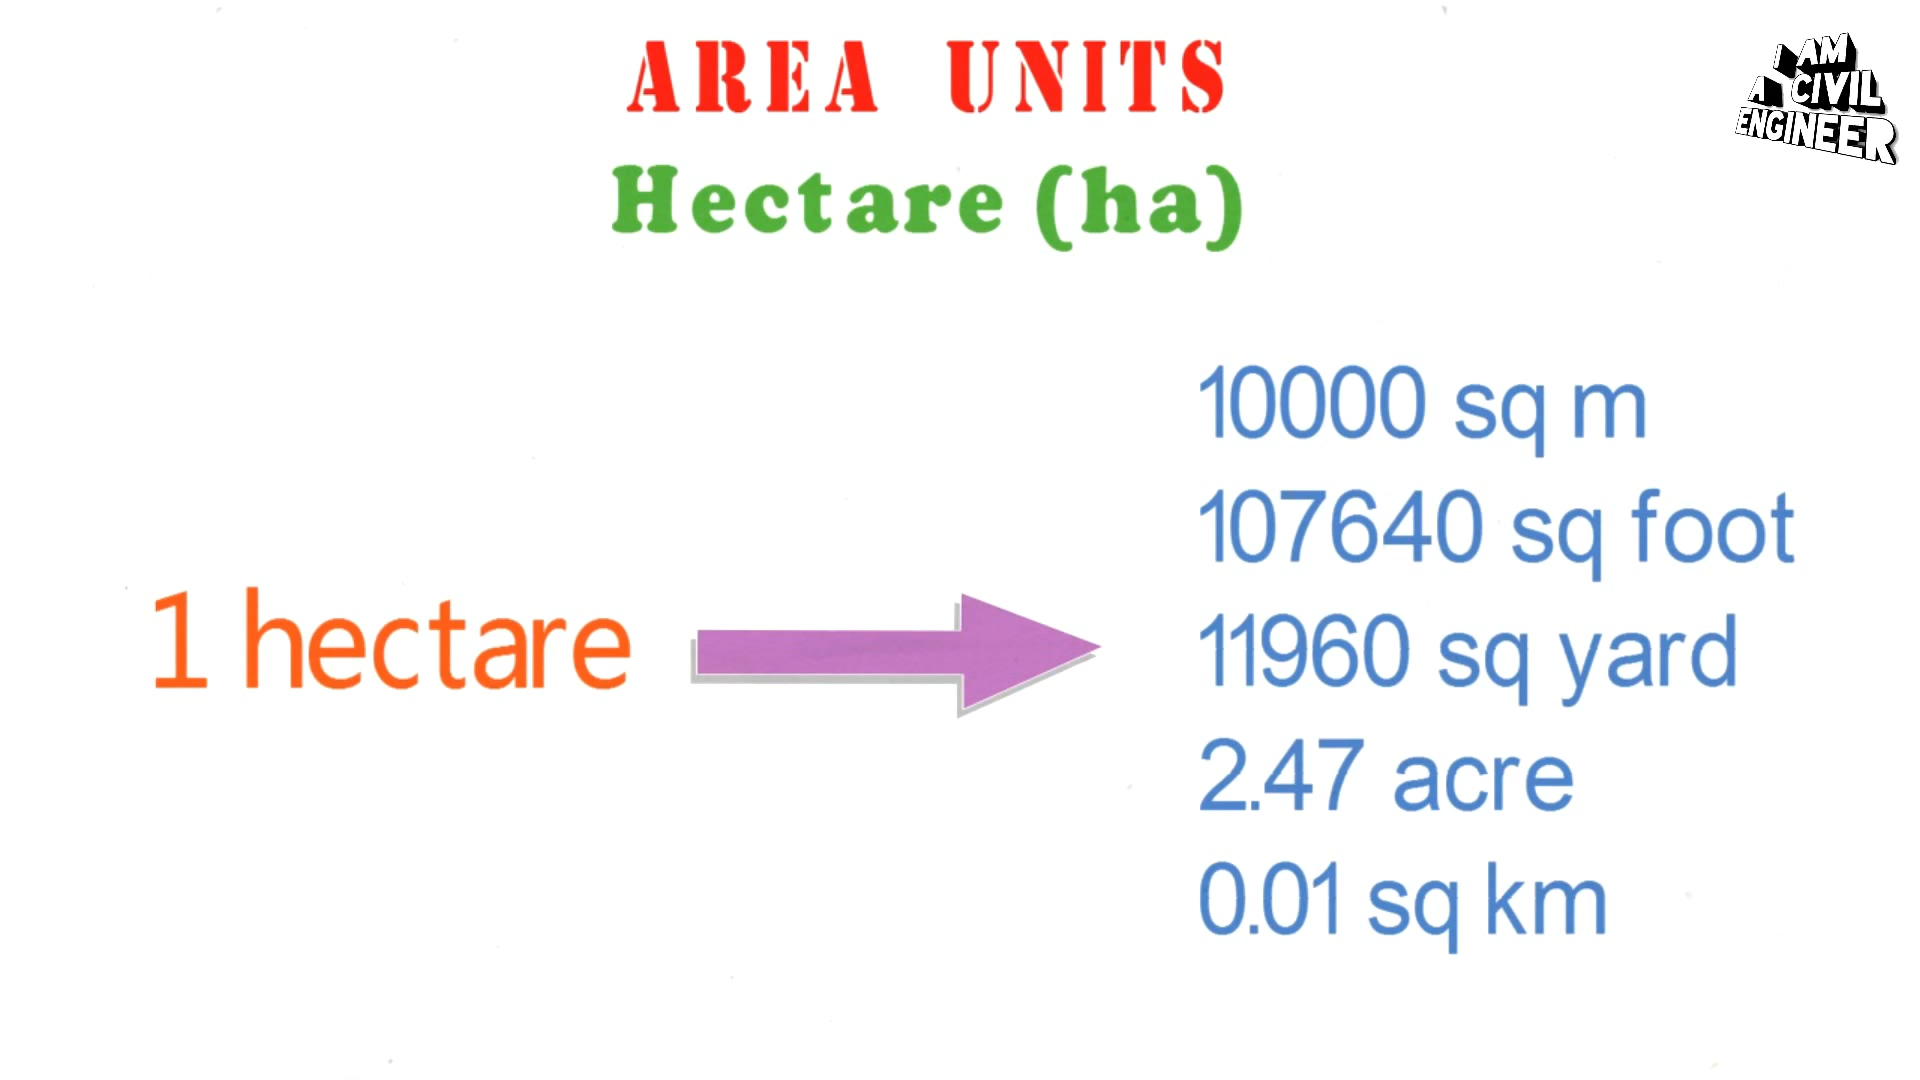 AREA UNITS
Hectare (ha)
I AM
A CIVIL
ENGINEER
1 hectare
10000 sq m
107640 sq foot
11960 sq yard
2.47 acre
0.01 sq km